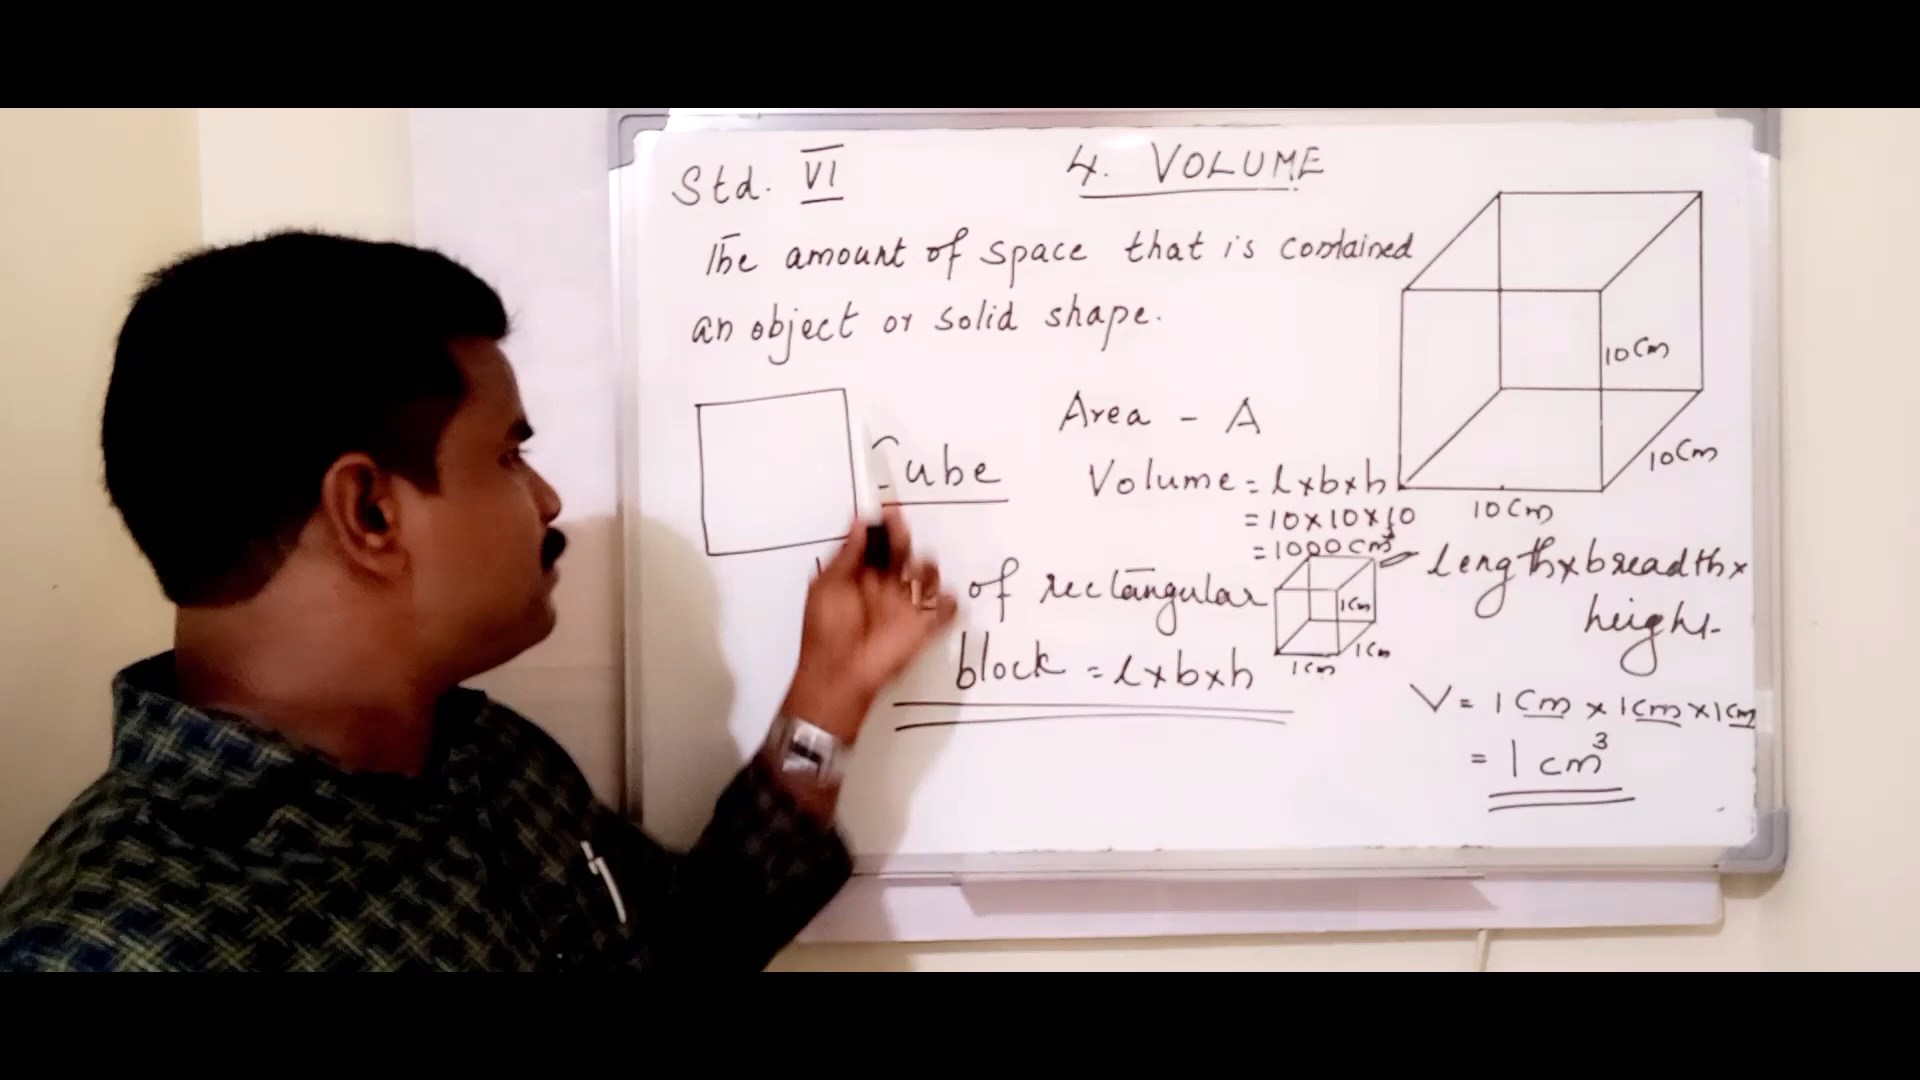 Std. VI
4. VOLUME
The amount of space that is contained
an object or solid shape.
10cm
10cm
10cm
Area - A
Cube
Volume = l×b×h
= 10×10×10
= 1000cm³
of rectangular
block = l×b×h
1cm
1cm
1cm
length×breadth×
height.
V = 1cm × 1cm × 1cm
= 1 cm³